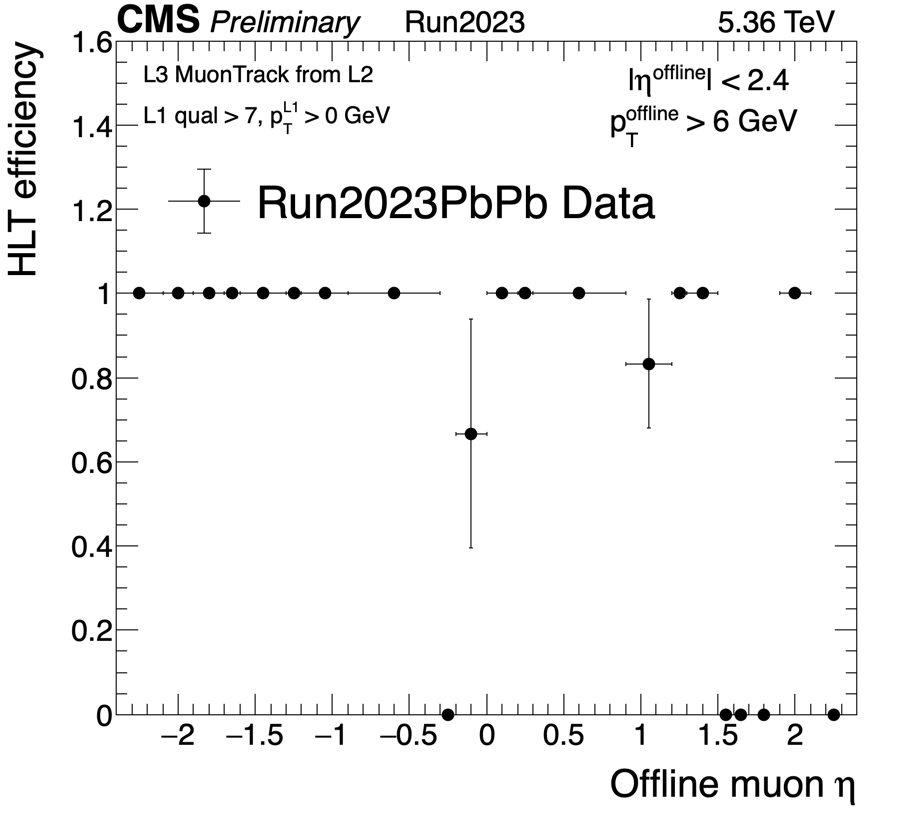 CMS Preliminary Run2023 5.36 TeV
L3 MuonTrack from L2
L1 qual > 7, p_T^L1 > 0 GeV
|η^offline| < 2.4
p_T^offline > 6 GeV
Run2023PbPb Data
HLT efficiency
1.6
1.4
1.2
1
0.8
0.6
0.4
0.2
0
−2 −1.5 −1 −0.5 0 0.5 1 1.5 2
Offline muon η